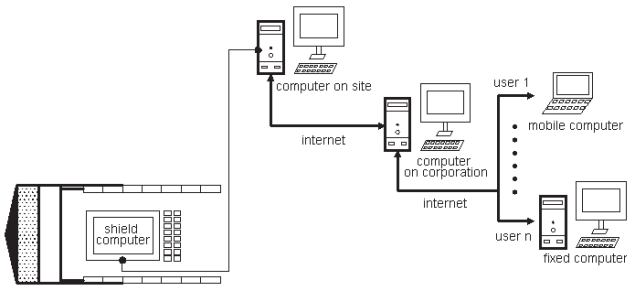 computer on site
user 1
mobile computer
internet
computer
on corporation
internet
shield
computer
user n
fixed computer